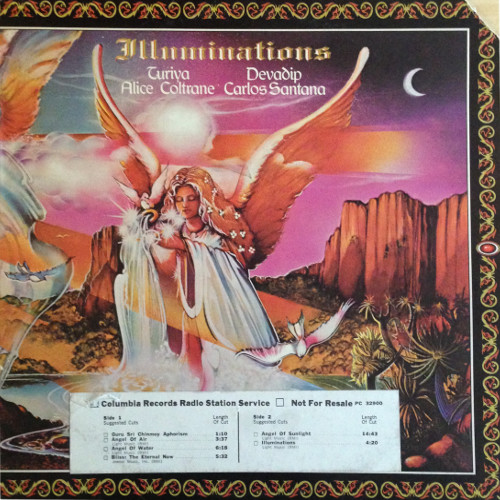 Illuminations
Turiya Devadip
Alice Coltrane Carlos Santana
Columbia Records Radio Station Service Not For Resale PC 32900
Side 1 Length Side 2 Length
Suggested Cuts Of Cut Suggested Cuts Of Cut
Guru Sri Chinmoy Aphorism 1:10 Angel Of Sunlight 14:43
Angel Of Air 3:37 Illuminations 4:20
Angel Of Water 6:18
Bliss: The Eternal Now 5:32